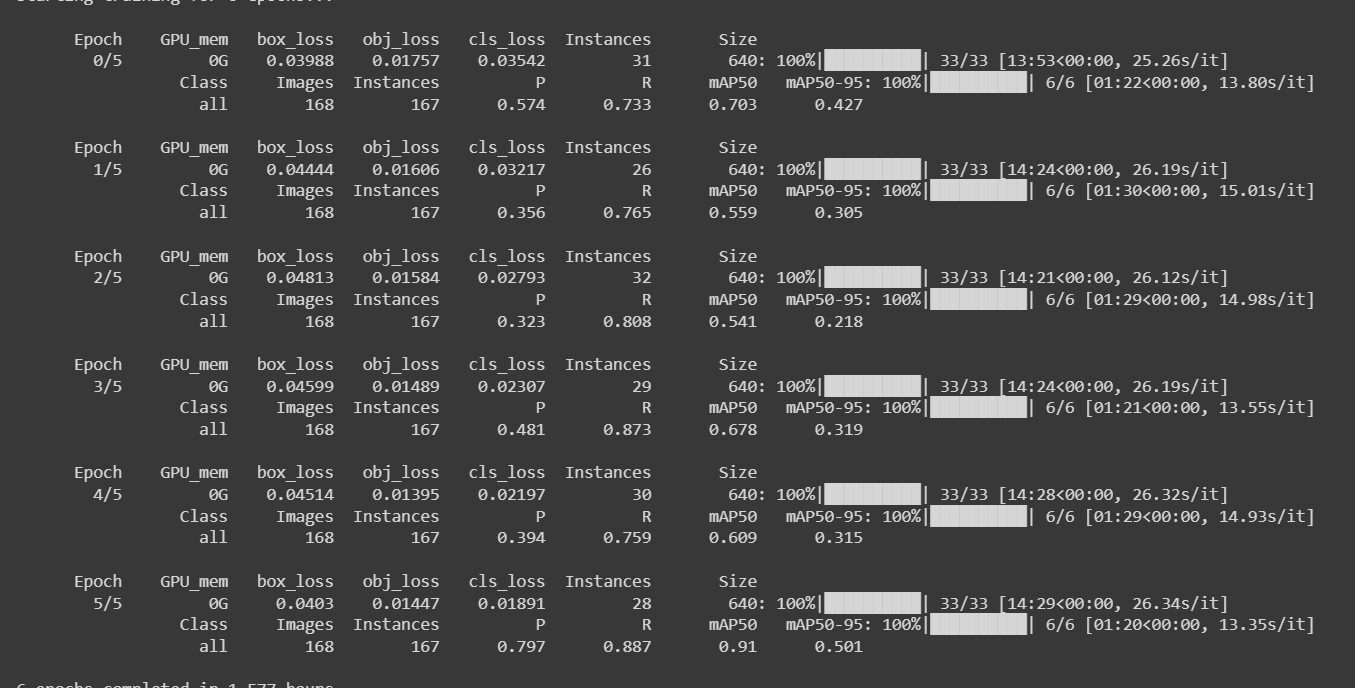 Starting training for 6 epochs...
Epoch GPU_mem box_loss obj_loss cls_loss Instances Size
0/5 0G 0.03988 0.01757 0.03542 31 640: 100%|██████████| 33/33 [13:53<00:00, 25.26s/it]
Class Images Instances P R mAP50 mAP50-95: 100%|██████████| 6/6 [01:22<00:00, 13.80s/it]
all 168 167 0.574 0.733 0.703 0.427
Epoch GPU_mem box_loss obj_loss cls_loss Instances Size
1/5 0G 0.04444 0.01606 0.03217 26 640: 100%|██████████| 33/33 [14:24<00:00, 26.19s/it]
Class Images Instances P R mAP50 mAP50-95: 100%|██████████| 6/6 [01:30<00:00, 15.01s/it]
all 168 167 0.356 0.765 0.559 0.305
Epoch GPU_mem box_loss obj_loss cls_loss Instances Size
2/5 0G 0.04813 0.01584 0.02793 32 640: 100%|██████████| 33/33 [14:21<00:00, 26.12s/it]
Class Images Instances P R mAP50 mAP50-95: 100%|██████████| 6/6 [01:29<00:00, 14.98s/it]
all 168 167 0.323 0.808 0.541 0.218
Epoch GPU_mem box_loss obj_loss cls_loss Instances Size
3/5 0G 0.04599 0.01489 0.02307 29 640: 100%|██████████| 33/33 [14:24<00:00, 26.19s/it]
Class Images Instances P R mAP50 mAP50-95: 100%|██████████| 6/6 [01:21<00:00, 13.55s/it]
all 168 167 0.481 0.873 0.678 0.319
Epoch GPU_mem box_loss obj_loss cls_loss Instances Size
4/5 0G 0.04514 0.01395 0.02197 30 640: 100%|██████████| 33/33 [14:28<00:00, 26.32s/it]
Class Images Instances P R mAP50 mAP50-95: 100%|██████████| 6/6 [01:29<00:00, 14.93s/it]
all 168 167 0.394 0.759 0.609 0.315
Epoch GPU_mem box_loss obj_loss cls_loss Instances Size
5/5 0G 0.0403 0.01447 0.01891 28 640: 100%|██████████| 33/33 [14:29<00:00, 26.34s/it]
Class Images Instances P R mAP50 mAP50-95: 100%|██████████| 6/6 [01:20<00:00, 13.35s/it]
all 168 167 0.797 0.887 0.91 0.501
6 epochs completed in 1.577 hours.